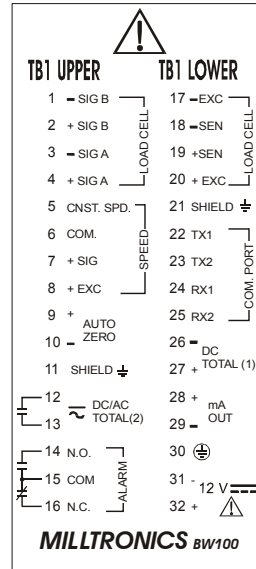 TB1 UPPER
1 - SIG B
2 + SIG B
3 - SIG A
4 + SIG A
LOAD CELL
5 CNST. SPD.
6 COM.
7 + SIG
8 + EXC
SPEED
9 +
10 -
AUTO
ZERO
11 SHIELD
12
13
DC/AC
TOTAL(2)
14 N.O.
15 COM
16 N.C.
ALARM
TB1 LOWER
17 -EXC
18 -SEN
19 +SEN
20 + EXC
LOAD CELL
21 SHIELD
22 TX1
23 TX2
24 RX1
25 RX2
COM. PORT
26 -
27 +
DC
TOTAL (1)
28 +
29 -
mA
OUT
30
31 -
32 +
12 V
MILLTRONICS BW100